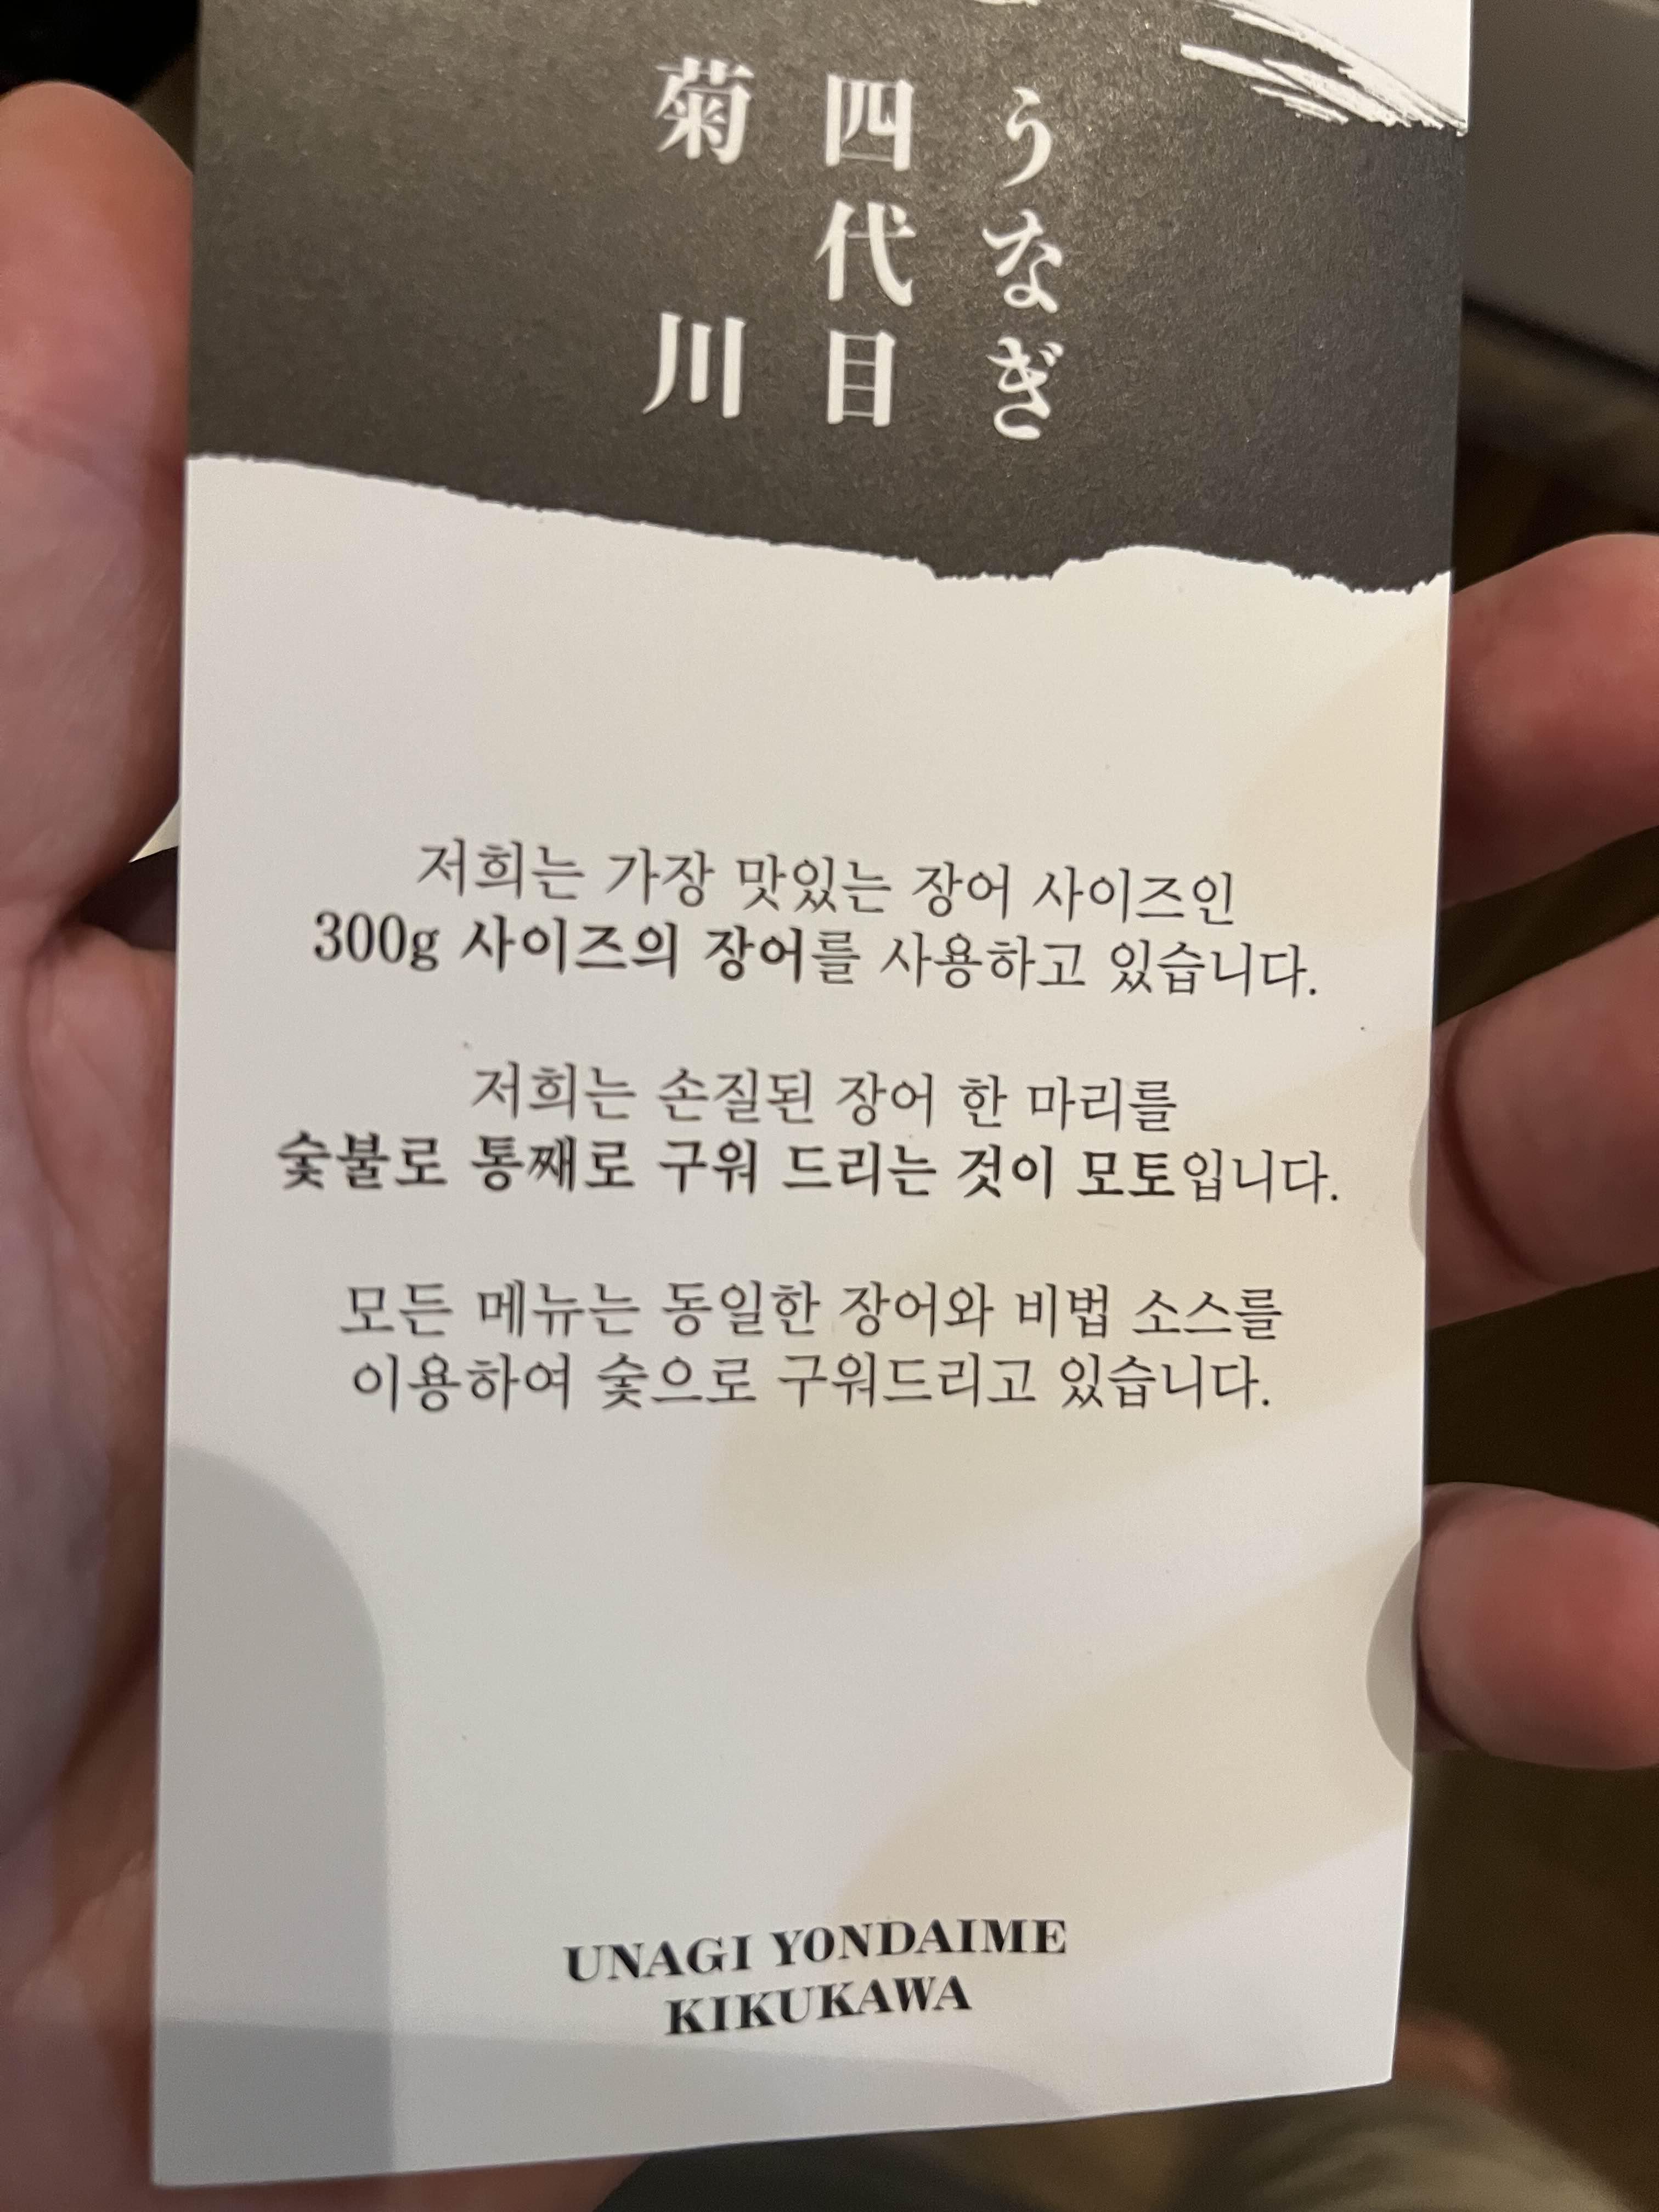 うなぎ
四代目
菊川
저희는 가장 맛있는 장어 사이즈인
300g 사이즈의 장어를 사용하고 있습니다.
저희는 손질된 장어 한 마리를
숯불로 통째로 구워 드리는 것이 모토입니다.
모든 메뉴는 동일한 장어와 비법 소스를
이용하여 숯으로 구워드리고 있습니다.
UNAGI YONDAIME
KIKUKAWA